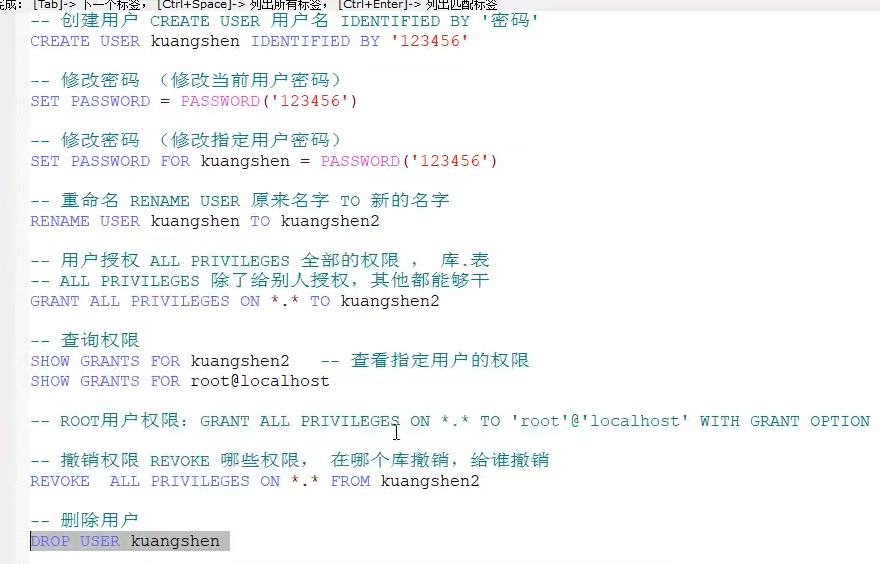 完成： [Tab]-> 下一个标签， [Ctrl+Space]-> 列出所有标签， [Ctrl+Enter]-> 列出匹配标签
-- 创建用户 CREATE USER 用户名 IDENTIFIED BY '密码'
CREATE USER kuangshen IDENTIFIED BY '123456'
-- 修改密码 （修改当前用户密码）
SET PASSWORD = PASSWORD('123456')
-- 修改密码 （修改指定用户密码）
SET PASSWORD FOR kuangshen = PASSWORD('123456')
-- 重命名 RENAME USER 原来名字 TO 新的名字
RENAME USER kuangshen TO kuangshen2
-- 用户授权 ALL PRIVILEGES 全部的权限 ， 库.表
-- ALL PRIVILEGES 除了给别人授权，其他都能够干
GRANT ALL PRIVILEGES ON *.* TO kuangshen2
-- 查询权限
SHOW GRANTS FOR kuangshen2 -- 查看指定用户的权限
SHOW GRANTS FOR root@localhost
-- ROOT用户权限：GRANT ALL PRIVILEGES ON *.* TO 'root'@'localhost' WITH GRANT OPTION
-- 撤销权限 REVOKE 哪些权限， 在哪个库撤销，给谁撤销
REVOKE ALL PRIVILEGES ON *.* FROM kuangshen2
-- 删除用户
DROP USER kuangshen